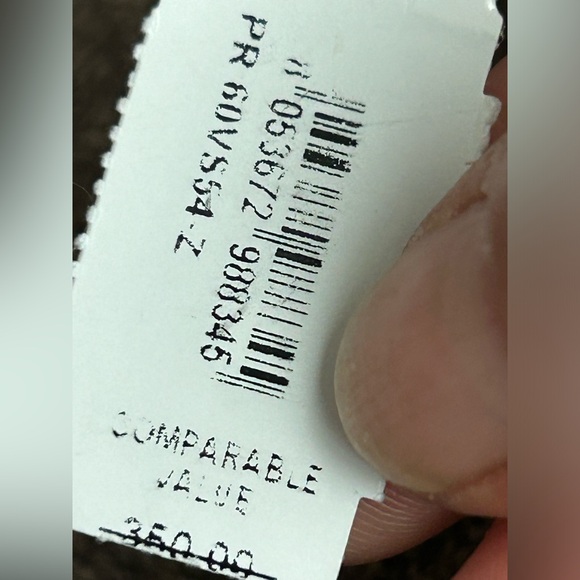 PR 60VS54-Z
053672 988345
COMPARABLE
VALUE
350.00